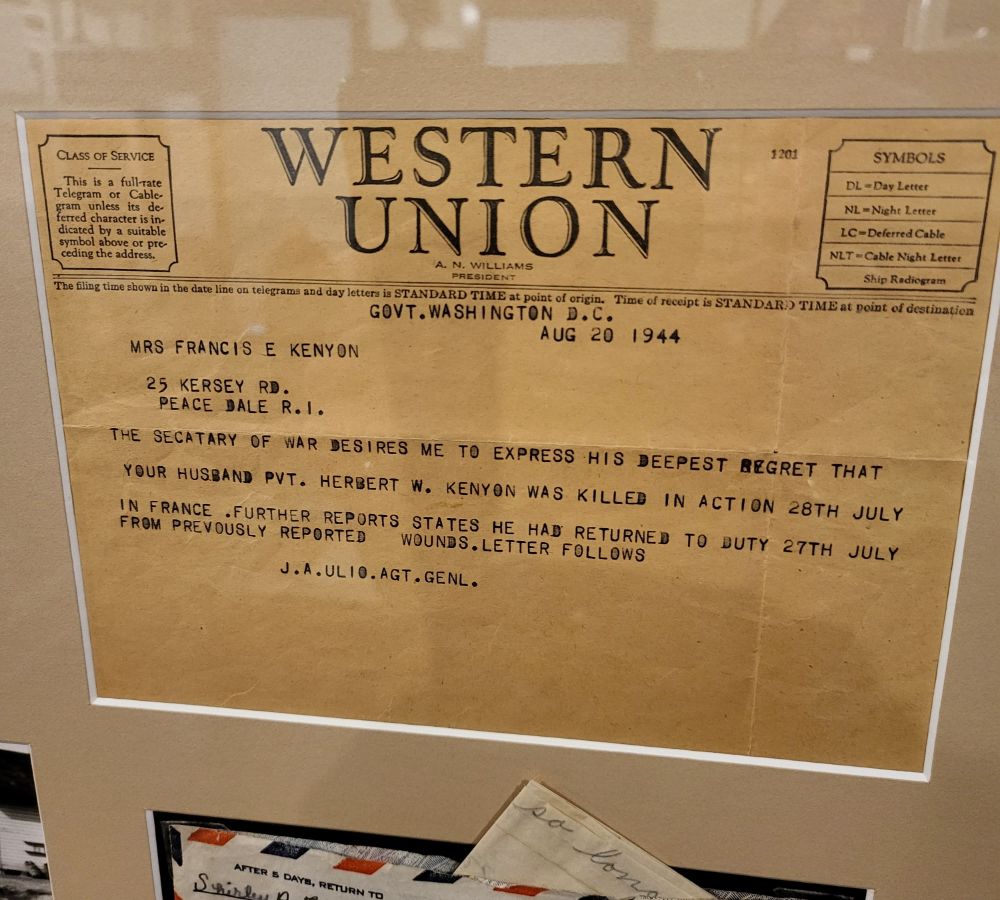 CLASS OF SERVICE
This is a full-rate
Telegram or Cable-
gram unless its de-
ferred character is in-
dicated by a suitable
symbol above or pre-
ceding the address.
WESTERN
UNION
A. N. WILLIAMS
PRESIDENT
1201
SYMBOLS
DL=Day Letter
NL=Night Letter
LC=Deferred Cable
NLT=Cable Night Letter
Ship Radiogram
The filing time shown in the date line on telegrams and day letters is STANDARD TIME at point of origin. Time of receipt is STANDARD TIME at point of destination
GOVT.WASHINGTON D.C.
AUG 20 1944
MRS FRANCIS E KENYON
25 KERSEY RD.
PEACE DALE R.I.
THE SECATARY OF WAR DESIRES ME TO EXPRESS HIS DEEPEST REGRET THAT
YOUR HUSBAND PVT. HERBERT W. KENYON WAS KILLED IN ACTION 28TH JULY
IN FRANCE .FURTHER REPORTS STATES HE HAD RETURNED TO DUTY 27TH JULY
FROM PREVOUSLY REPORTED WOUNDS.LETTER FOLLOWS
J.A.ULIO.AGT.GENL.
so long
AFTER 5 DAYS, RETURN TO
Shirley